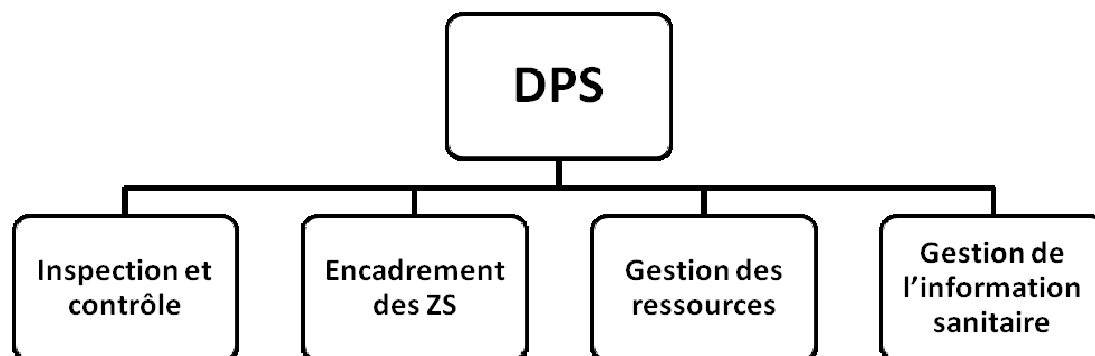 DPS
Inspection et
contrôle
Encadrement
des ZS
Gestion des
ressources
Gestion de
l'information
sanitaire